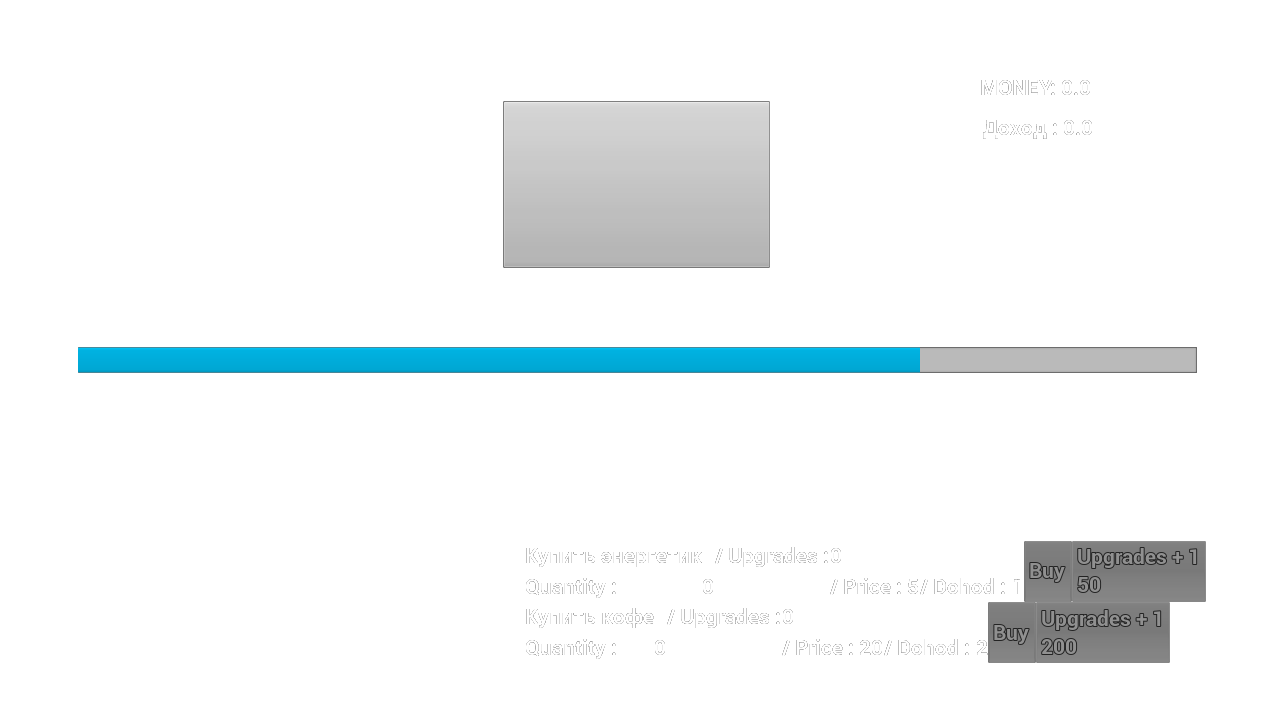 MONEY: 0.0
Доход : 0.0
Купить энергетик / Upgrades :0
Quantity : 0 / Price : 5/ Dohod : 1
Buy
Upgrades + 1
50
Купить кофе / Upgrades :0
Quantity : 0 / Price : 20/ Dohod : 2
Buy
Upgrades + 1
200